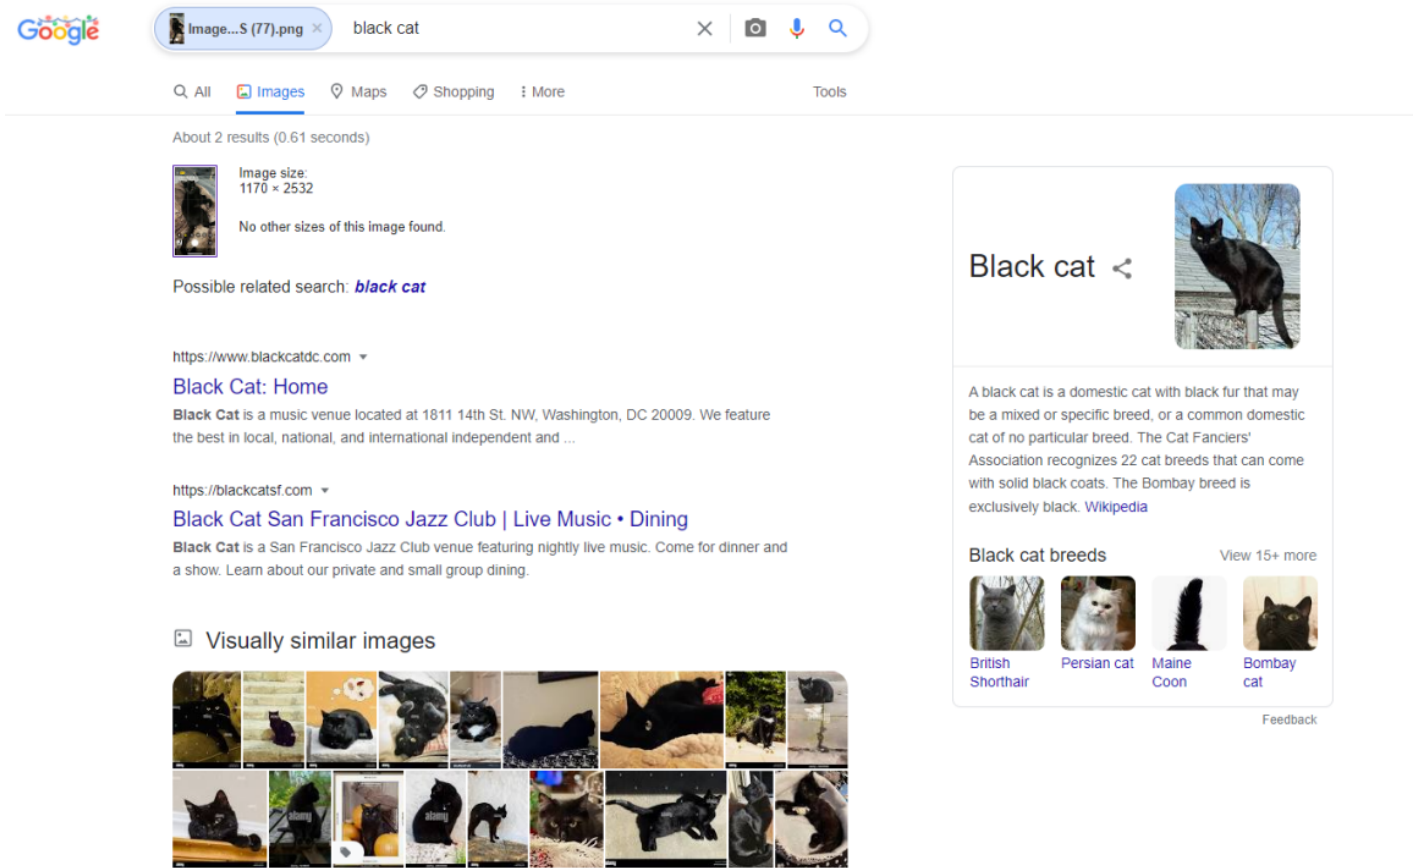 Google
Image...S (77).png × black cat
All Images Maps Shopping More Tools
About 2 results (0.61 seconds)
Image size:
1170 × 2532
No other sizes of this image found.
Possible related search: black cat
https://www.blackcatdc.com
Black Cat: Home
Black Cat is a music venue located at 1811 14th St. NW, Washington, DC 20009. We feature
the best in local, national, and international independent and ...
https://blackcatsf.com
Black Cat San Francisco Jazz Club | Live Music • Dining
Black Cat is a San Francisco Jazz Club venue featuring nightly live music. Come for dinner and
a show. Learn about our private and small group dining.
Visually similar images
alamy
alamy
Black cat
A black cat is a domestic cat with black fur that may
be a mixed or specific breed, or a common domestic
cat of no particular breed. The Cat Fanciers'
Association recognizes 22 cat breeds that can come
with solid black coats. The Bombay breed is
exclusively black. Wikipedia
Black cat breeds View 15+ more
British
Shorthair
Persian cat
Maine
Coon
Bombay
cat
Feedback